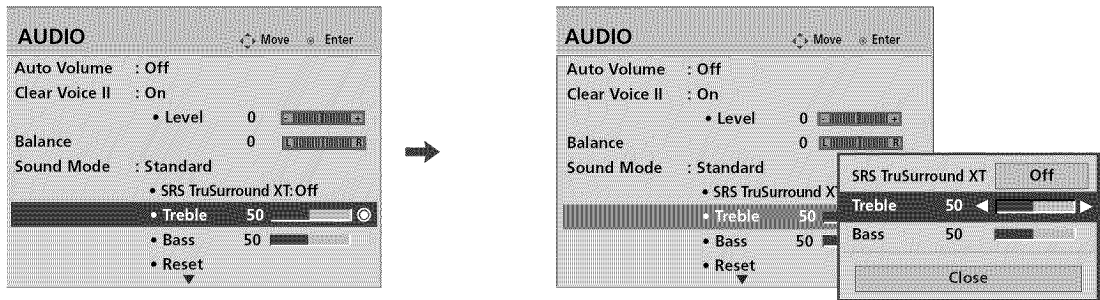 AUDIO
Move Enter
Auto Volume : Off
Clear Voice II : On
• Level 0 - +
Balance 0 L R
Sound Mode : Standard
• SRS TruSurround XT: Off
• Treble 50
• Bass 50
• Reset
AUDIO
Move Enter
Auto Volume : Off
Clear Voice II : On
• Level 0 - +
Balance 0 L R
Sound Mode : Standard
• SRS TruSurround X
• Treble 50
• Bass 50
• Reset
SRS TruSurround XT Off
Treble 50
Bass 50
Close